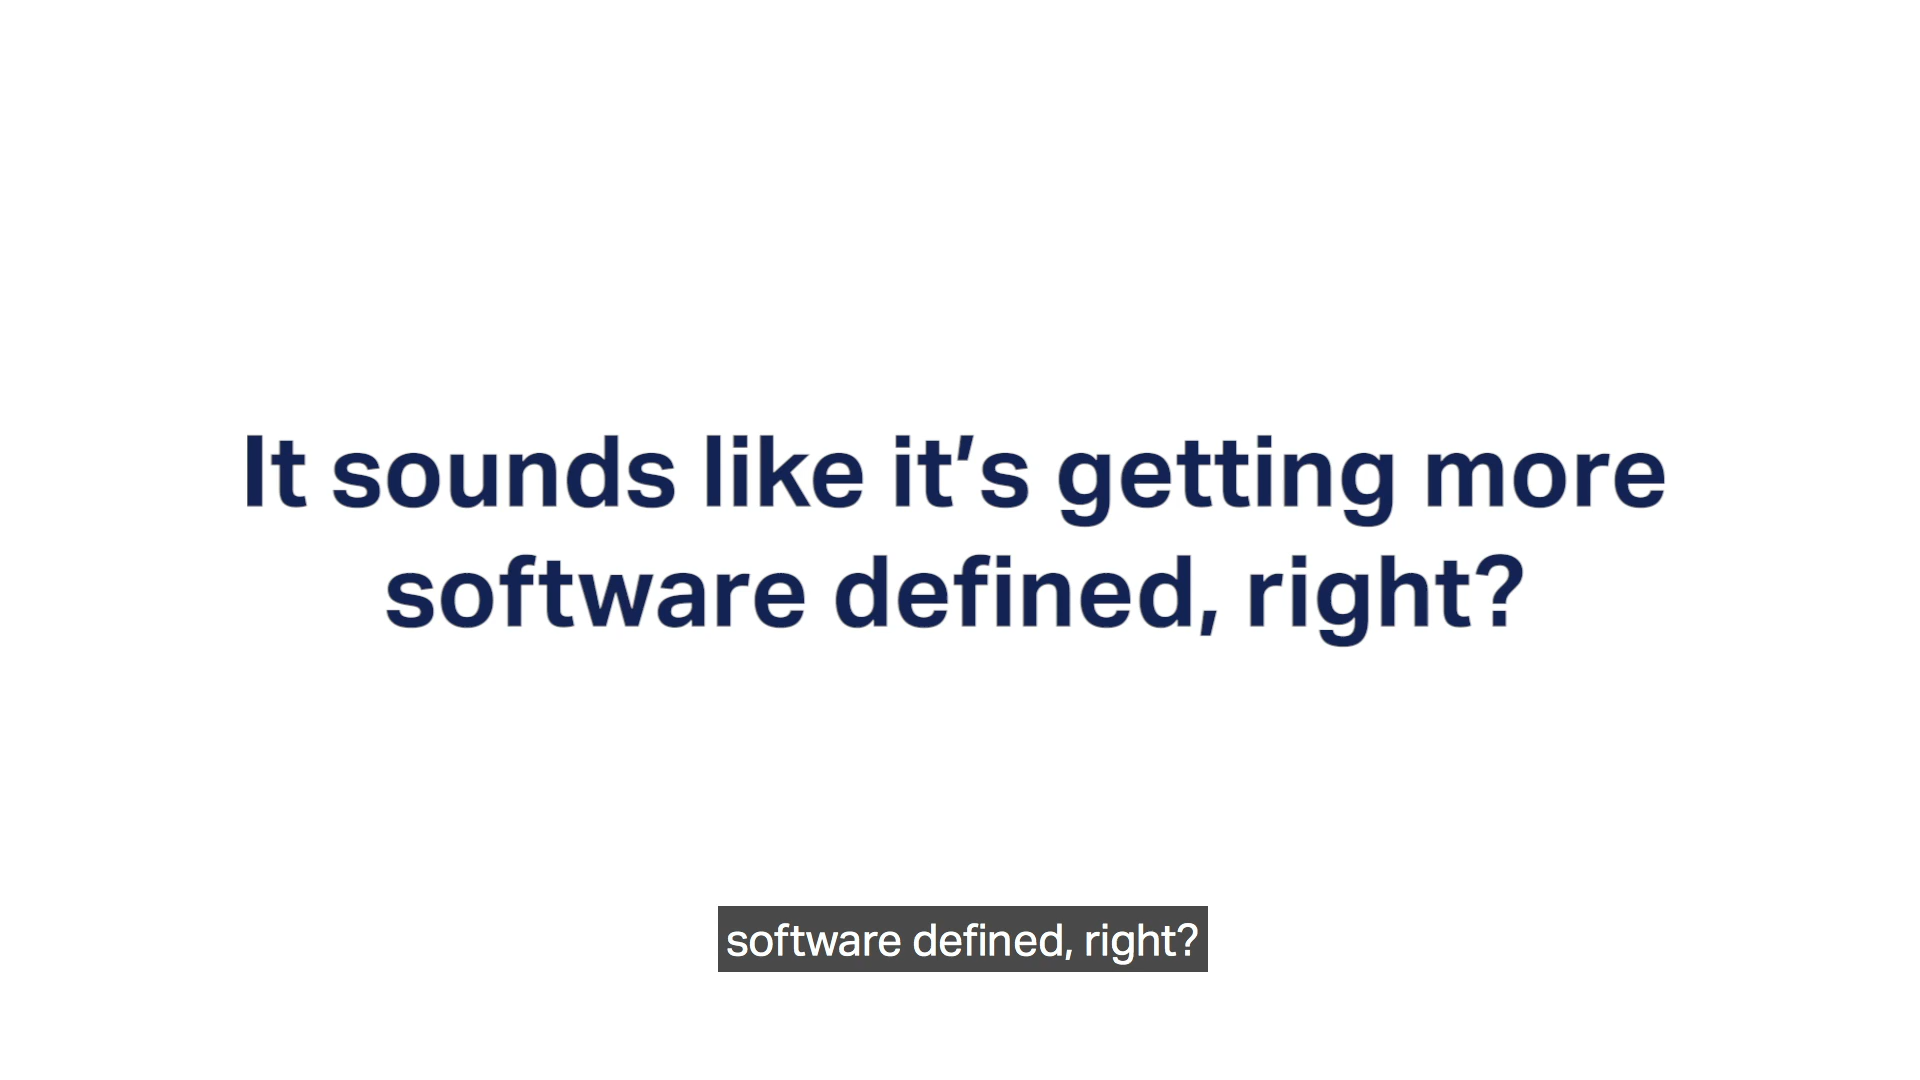 It sounds like it’s getting more
software defined, right?
software defined, right?